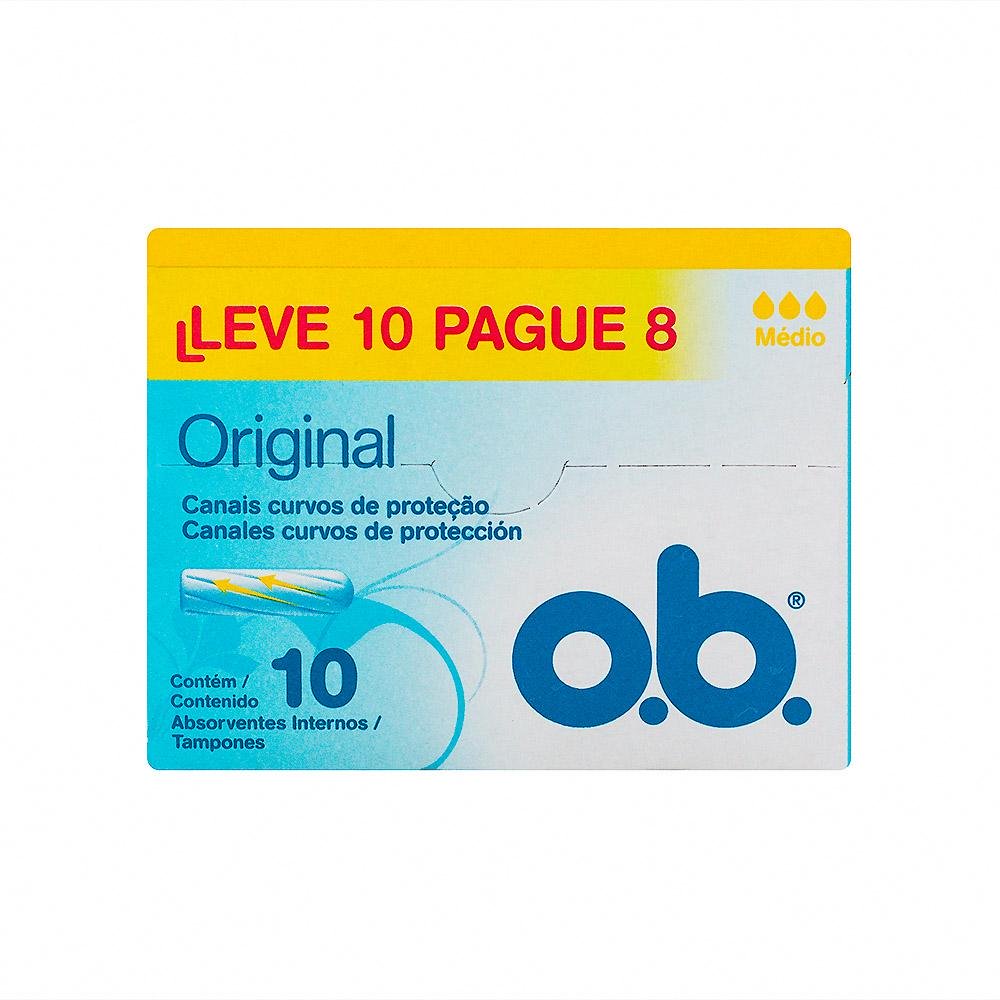 LEVE 10 PAGUE 8
Médio
Original
Canais curvos de proteção
Canales curvos de protección
o.b.®
Contém /
Contenido
10
Absorventes Internos /
Tampones